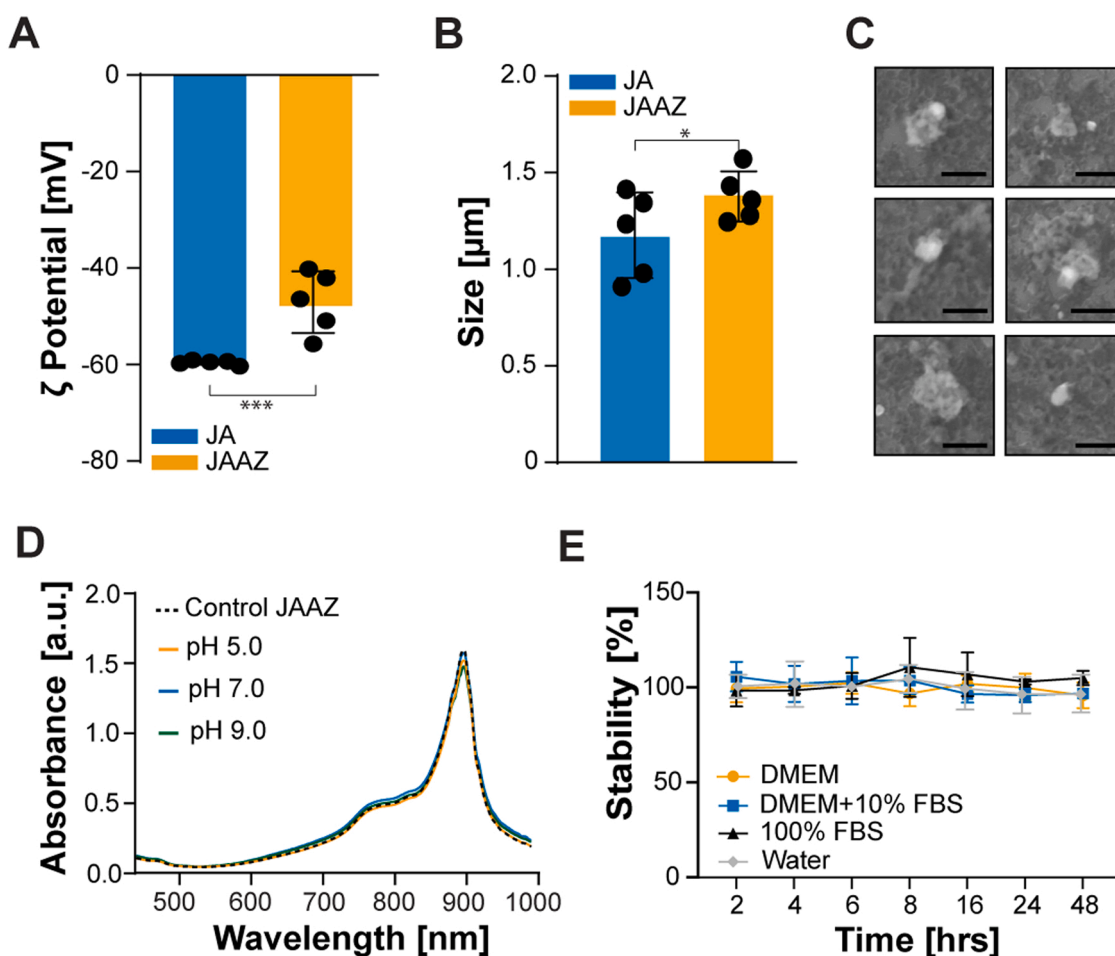 A
ζ Potential [mV]
0
-20
-40
-60
-80
***
JA
JAAZ
B
Size [µm]
2.0
1.5
1.0
0.5
0
JA
JAAZ
*
C
D
Absorbance [a.u.]
2.0
1.5
1.0
0.5
0.0
Control JAAZ
pH 5.0
pH 7.0
pH 9.0
500 600 700 800 900 1000
Wavelength [nm]
E
Stability [%]
150
100
50
0
DMEM
DMEM+10% FBS
100% FBS
Water
2 4 6 8 16 24 48
Time [hrs]